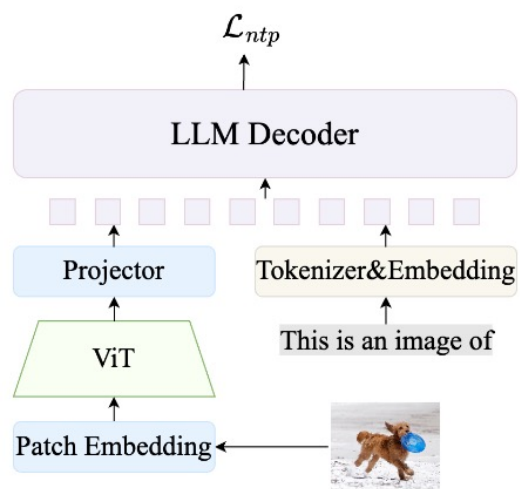 ℒntp
LLM Decoder
Projector
Tokenizer&Embedding
ViT
This is an image of
Patch Embedding